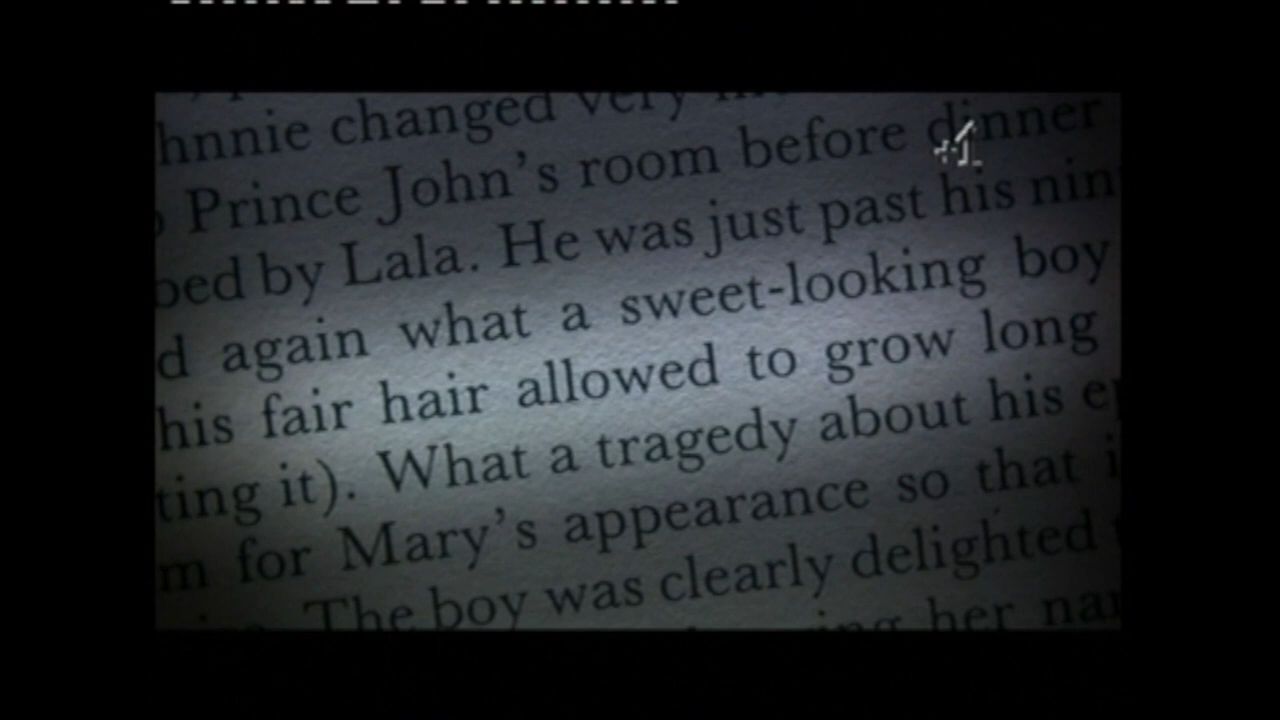 hnnie changed very
Prince John's room before dinner
by Lala. He was just past his
again what a sweet-looking boy
his fair hair allowed to grow long
ting it). What a tragedy about his
for Mary's appearance so that
The boy was clearly delighted
her